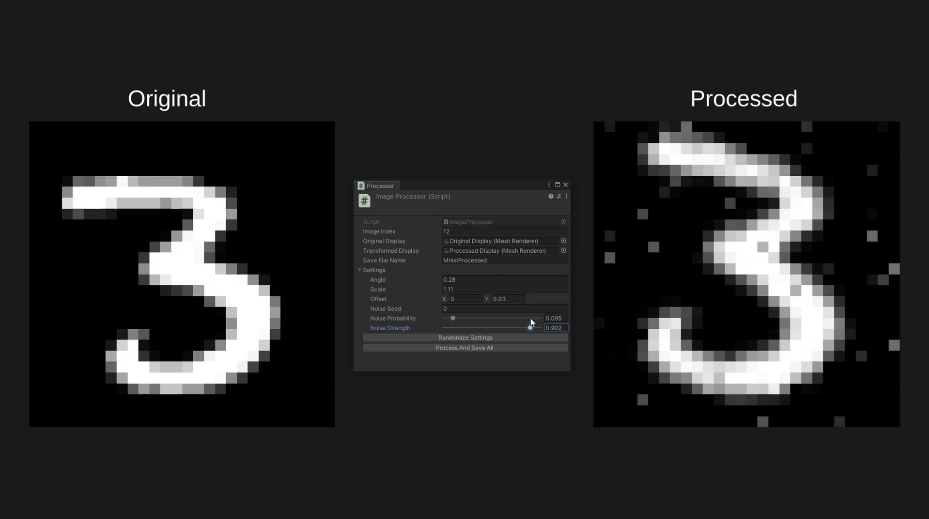 Original
Processed
Processor
Image Processor (Script)
Script ImageProcessor
Image Index 12
Original Display Original Display (Mesh Renderer)
Transformed Display Processed Display (Mesh Renderer)
Save File Name MnistProcessed
Settings
Angle 0.28
Scale 1.11
Offset X 0 Y 0.03
Noise Seed 0
Noise Probability 0.095
Noise Strength 0.902
Randomize Settings
Process And Save All